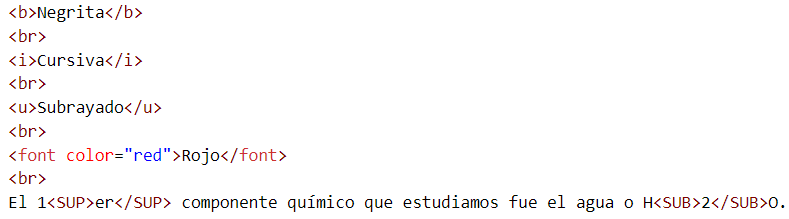 <b>Negrita</b>
<br>
<i>Cursiva</i>
<br>
<u>Subrayado</u>
<br>
<font color="red">Rojo</font>
<br>
El 1<SUP>er</SUP> componente químico que estudiamos fue el agua o H<SUB>2</SUB>O.